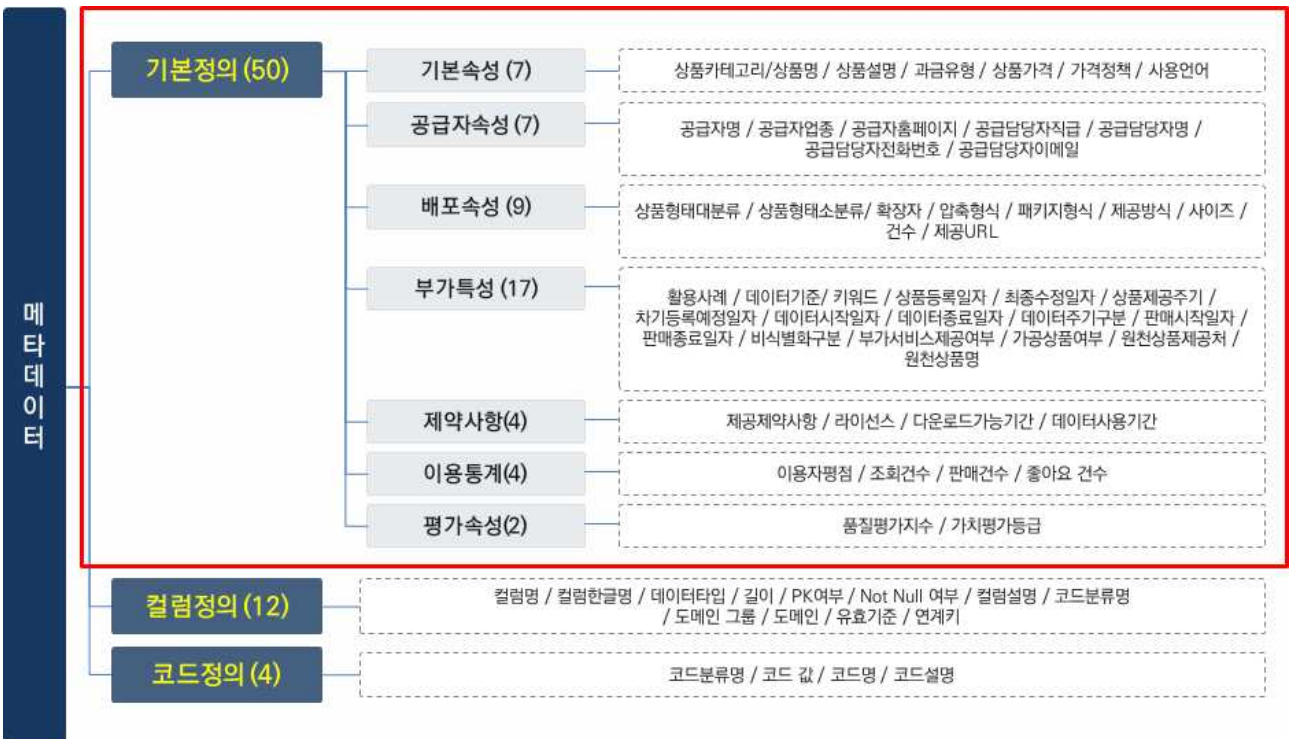 메타데이터
기본정의 (50)
기본속성 (7)
상품카테고리/상품명 / 상품설명 / 과금유형 / 상품가격 / 가격정책 / 사용언어
공급자속성 (7)
공급자명 / 공급자업종 / 공급자홈페이지 / 공급담당자직급 / 공급담당자명 /
공급담당자전화번호 / 공급담당자이메일
배포속성 (9)
상품형태대분류 / 상품형태소분류/ 확장자 / 압축형식 / 패키지형식 / 제공방식 / 사이즈 /
건수 / 제공URL
부가특성 (17)
활용사례 / 데이터기준/ 키워드 / 상품등록일자 / 최종수정일자 / 상품제공주기 /
차기등록예정일자 / 데이터시작일자 / 데이터종료일자 / 데이터주기구분 / 판매시작일자 /
판매종료일자 / 비식별화구분 / 부가서비스제공여부 / 가공상품여부 / 원천상품제공처 /
원천상품명
제약사항(4)
제공제약사항 / 라이선스 / 다운로드가능기간 / 데이터사용기간
이용통계(4)
이용자평점 / 조회건수 / 판매건수 / 좋아요 건수
평가속성(2)
품질평가지수 / 가치평가등급
컬럼정의 (12)
컬럼명 / 컬럼한글명 / 데이터타입 / 길이 / PK여부 / Not Null 여부 / 컬럼설명 / 코드분류명
/ 도메인 그룹 / 도메인 / 유효기준 / 연계키
코드정의 (4)
코드분류명 / 코드 값 / 코드명 / 코드설명